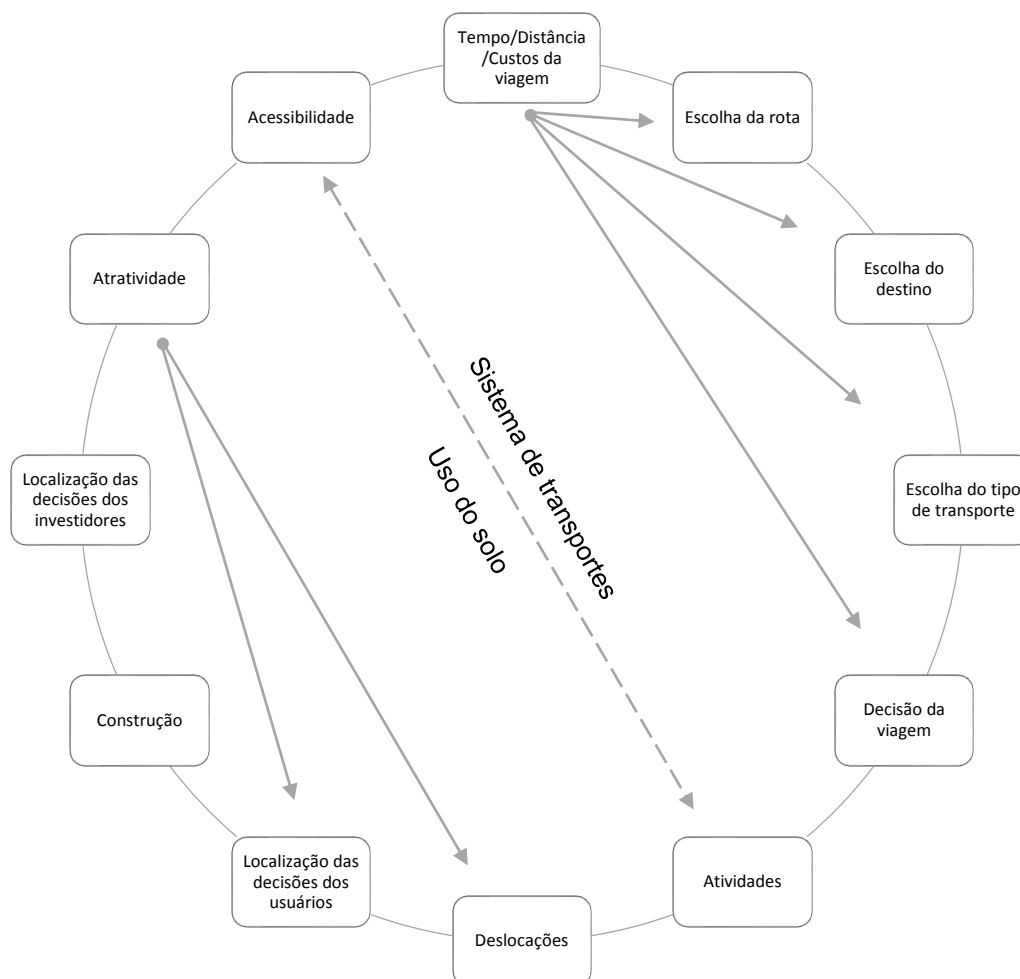 Tempo/Distância
/Custos da
viagem
Acessibilidade
Escolha da rota
Atratividade
Escolha do
destino
Sistema de transportes
Uso do solo
Localização das
decisões dos
investidores
Escolha do tipo
de transporte
Construção
Decisão da
viagem
Localização das
decisões dos
usuários
Atividades
Deslocações